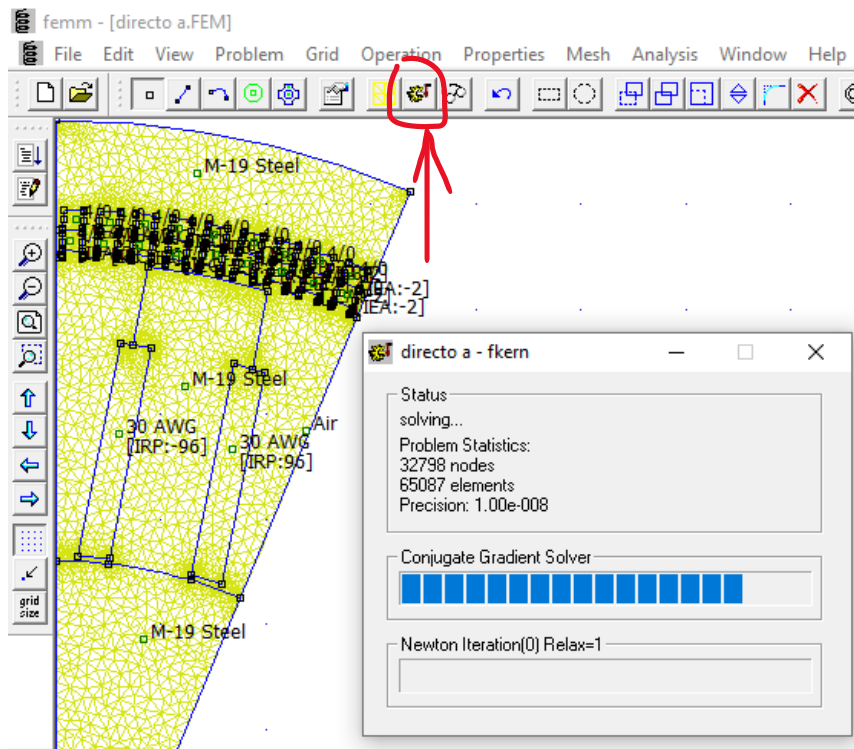 femm - [directo a.FEM]
File Edit View Problem Grid Operation Properties Mesh Analysis Window Help
M-19 Steel
A:-2]
IEA:-2]
M-19 Steel
Air
30 AWG
[IRP:-96]
30 AWG
[IRP:96]
M-19 Steel
grid
size
directo a - fkern
Status
solving...
Problem Statistics:
32798 nodes
65087 elements
Precision: 1.00e-008
Conjugate Gradient Solver
Newton Iteration(0) Relax=1